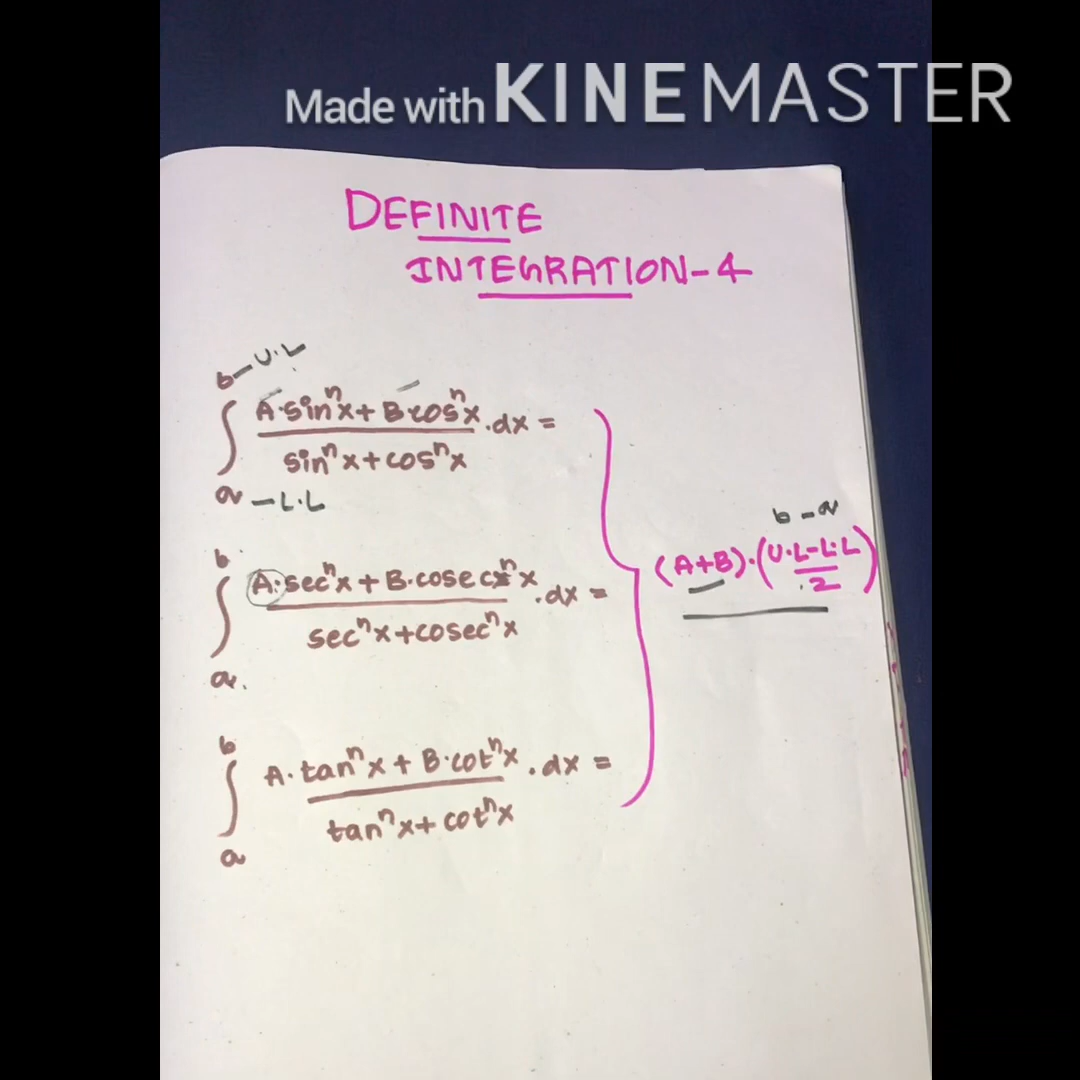 Made with KINEMASTER
DEFINITE
INTEGRATION-4
b-U.L
∫ A.sinⁿx + B.cosⁿx / sinⁿx + cosⁿx .dx =
a - L.L
b
∫ A.secⁿx + B.cosecⁿx / secⁿx + cosecⁿx .dx =
a.
b
∫ A.tanⁿx + B.cotⁿx / tanⁿx + cotⁿx .dx =
a
b - a
(A+B).(U.L-L.L / 2)